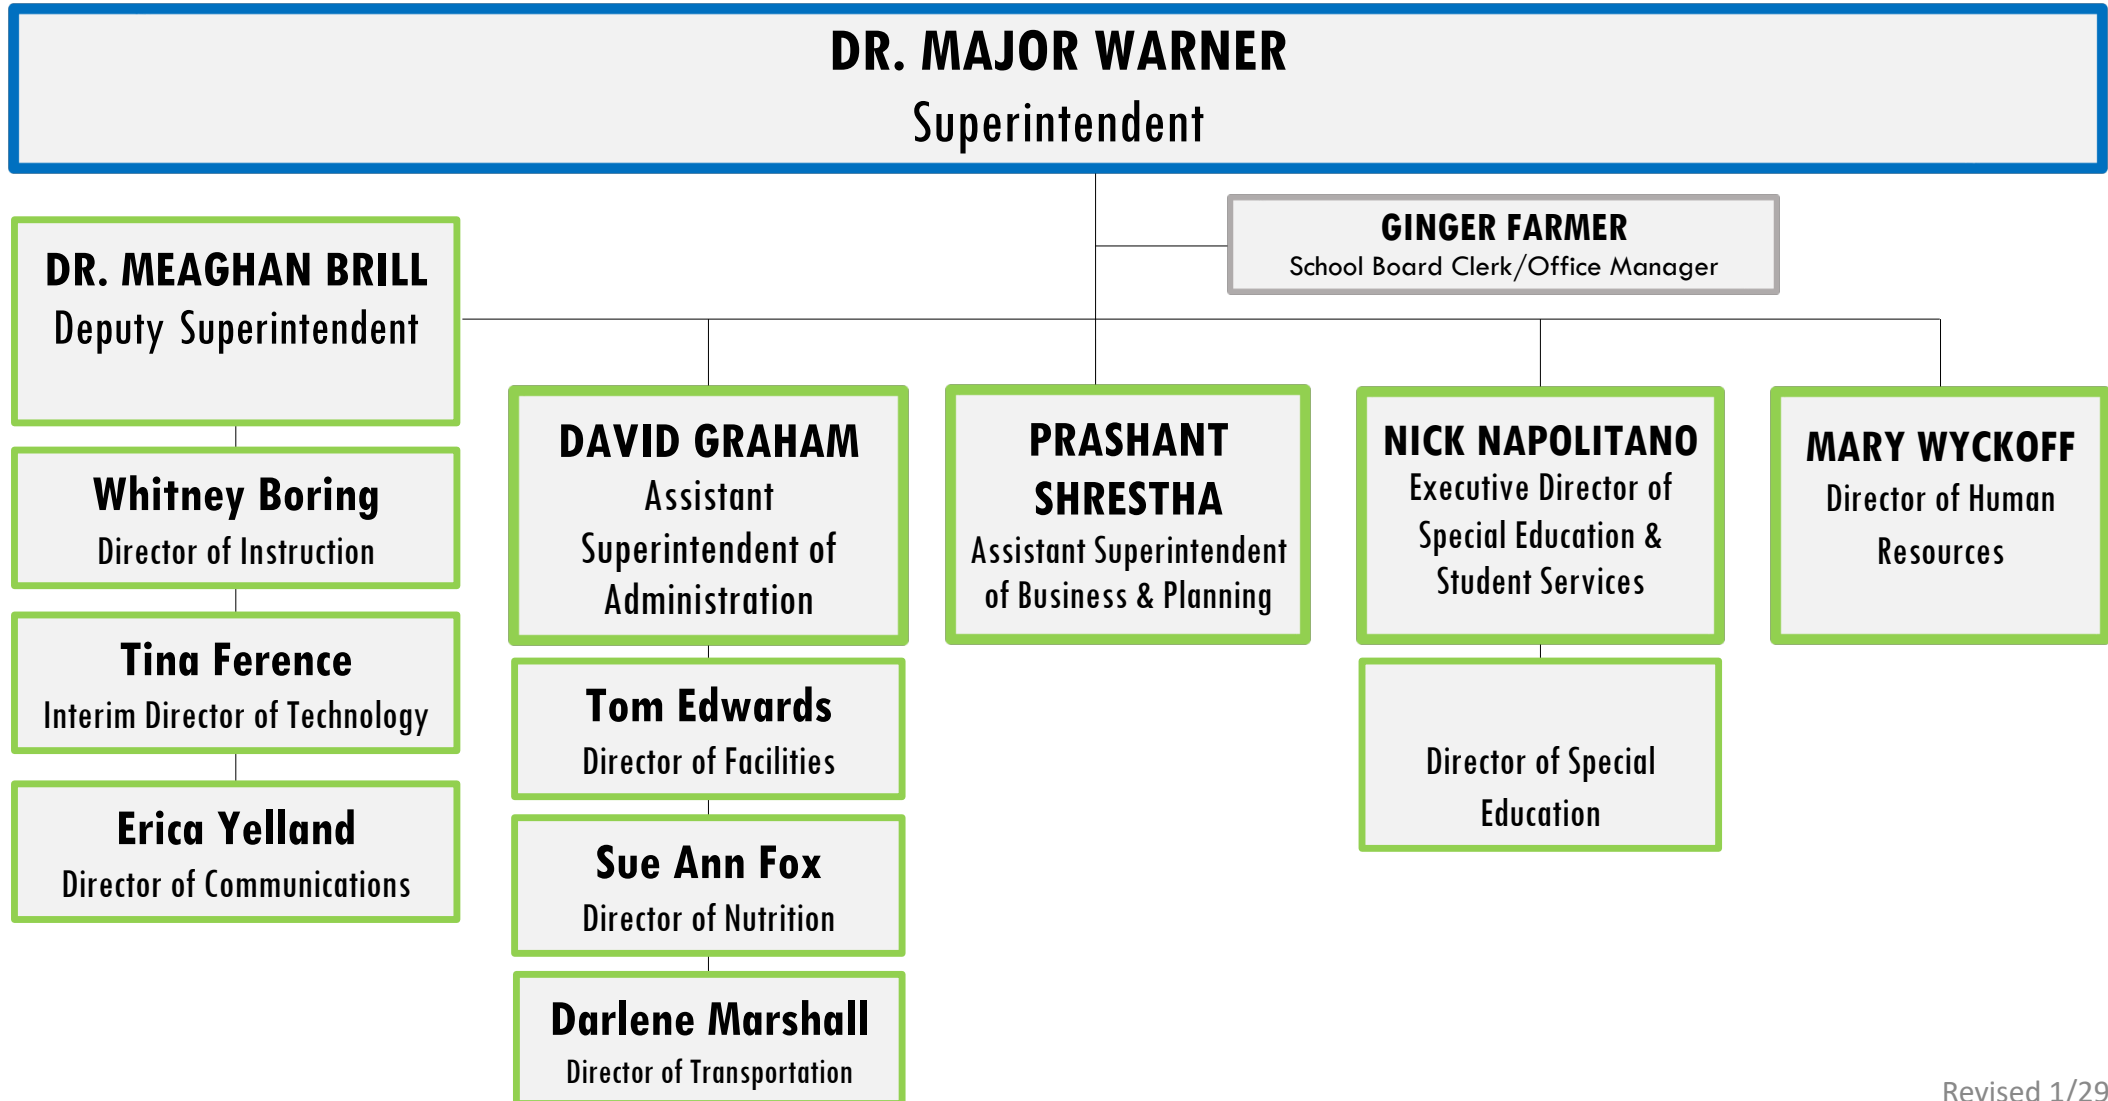 DR. MAJOR WARNER
Superintendent
GINGER FARMER
School Board Clerk/Office Manager
DR. MEAGHAN BRILL
Deputy Superintendent
Whitney Boring
Director of Instruction
Tina Ference
Interim Director of Technology
Erica Yelland
Director of Communications
DAVID GRAHAM
Assistant
Superintendent of
Administration
Tom Edwards
Director of Facilities
Sue Ann Fox
Director of Nutrition
Darlene Marshall
Director of Transportation
PRASHANT
SHRESTHA
Assistant Superintendent
of Business & Planning
NICK NAPOLITANO
Executive Director of
Special Education &
Student Services
Director of Special
Education
MARY WYCKOFF
Director of Human
Resources
Revised 1/29